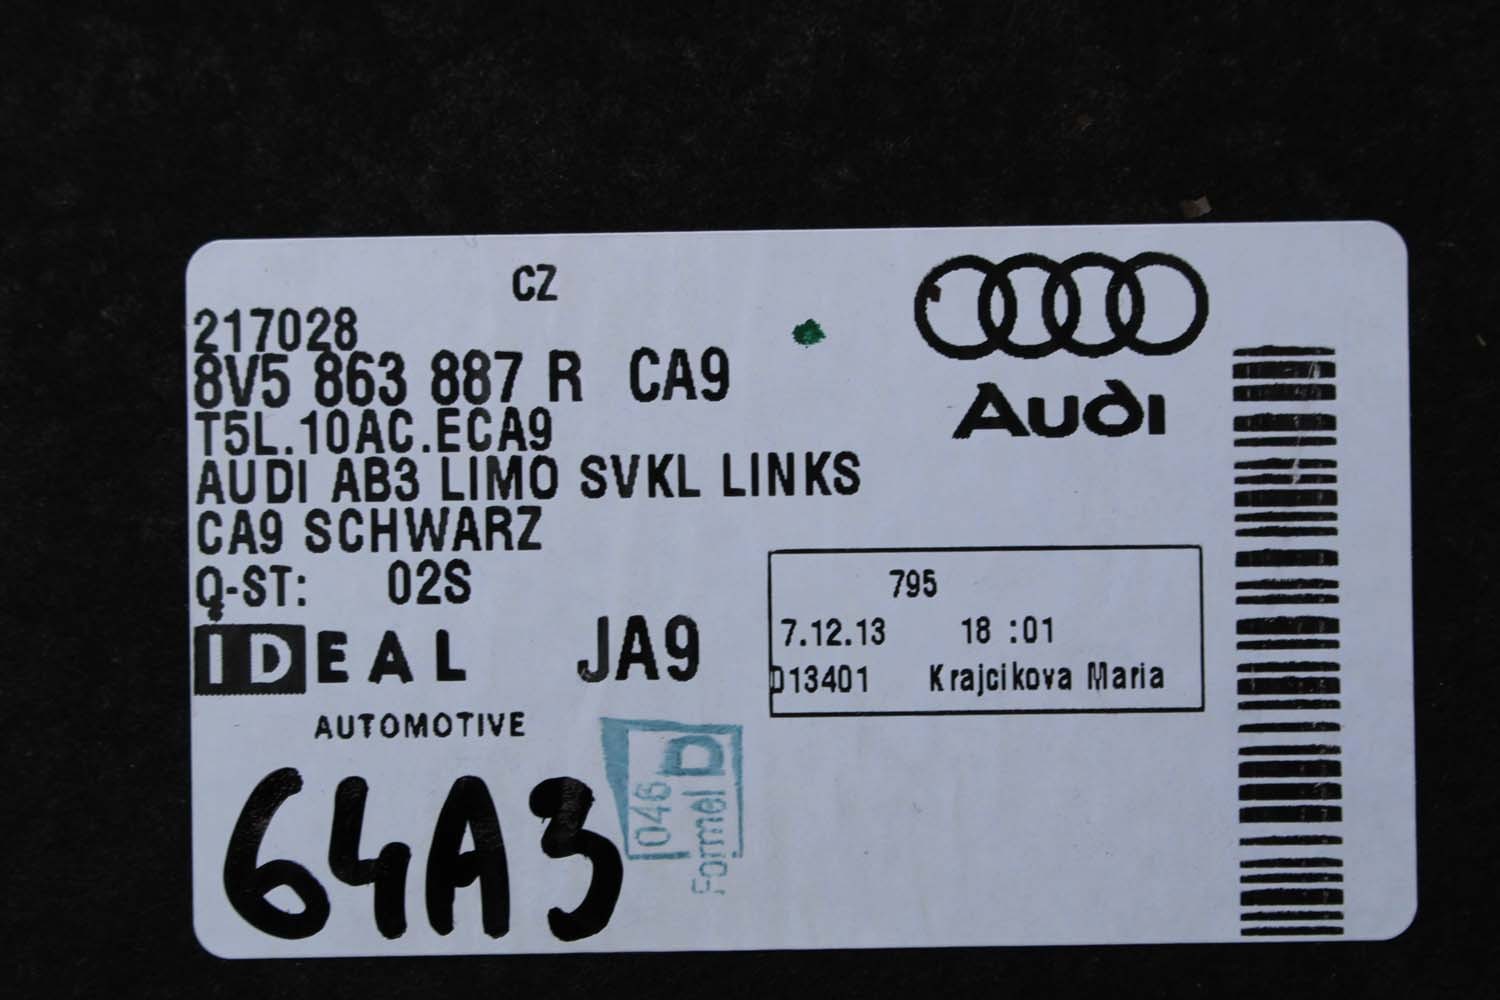 CZ
217028
8V5 863 887 R CA9
T5L.10AC.ECA9
AUDI AB3 LIMO SVKL LINKS
CA9 SCHWARZ
Q-ST: 02S
IDEAL JA9
AUTOMOTIVE
Audi
795
7.12.13 18 :01
D13401 Krajcikova Maria
64A3
046 D
Formel